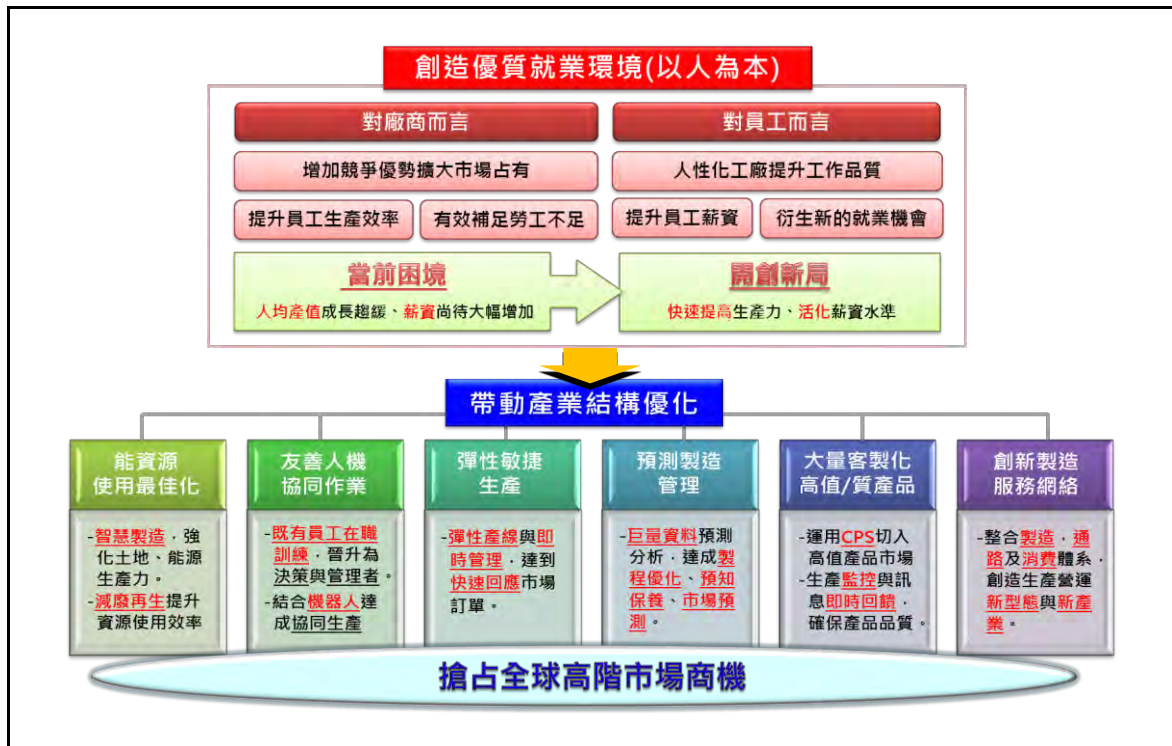 創造優質就業環境(以人為本)
對廠商而言
增加競爭優勢擴大市場占有
提升員工生產效率
有效補足勞工不足
對員工而言
人性化工廠提升工作品質
提升員工薪資
衍生新的就業機會
當前困境
人均產值成長趨緩、薪資尚待大幅增加
開創新局
快速提高生產力、活化薪資水準
帶動產業結構優化
能資源
使用最佳化
-智慧製造，強
化土地、能源
生產力。
-減廢再生提升
資源使用效率
友善人機
協同作業
-既有員工在職
訓練，晉升為
決策與管理者。
-結合機器人達
成協同生產
彈性敏捷
生產
-彈性產線與即
時管理，達到
快速回應市場
訂單。
預測製造
管理
-巨量資料預測
分析，達成製
程優化、預知
保養、市場預
測。
大量客製化
高值/質產品
-運用CPS切入
高值產品市場
-生產監控與訊
息即時回饋，
確保產品品質。
創新製造
服務網絡
-整合製造，通
路及消費體系，
創造生產營運
新型態與新產
業。
搶占全球高階市場商機